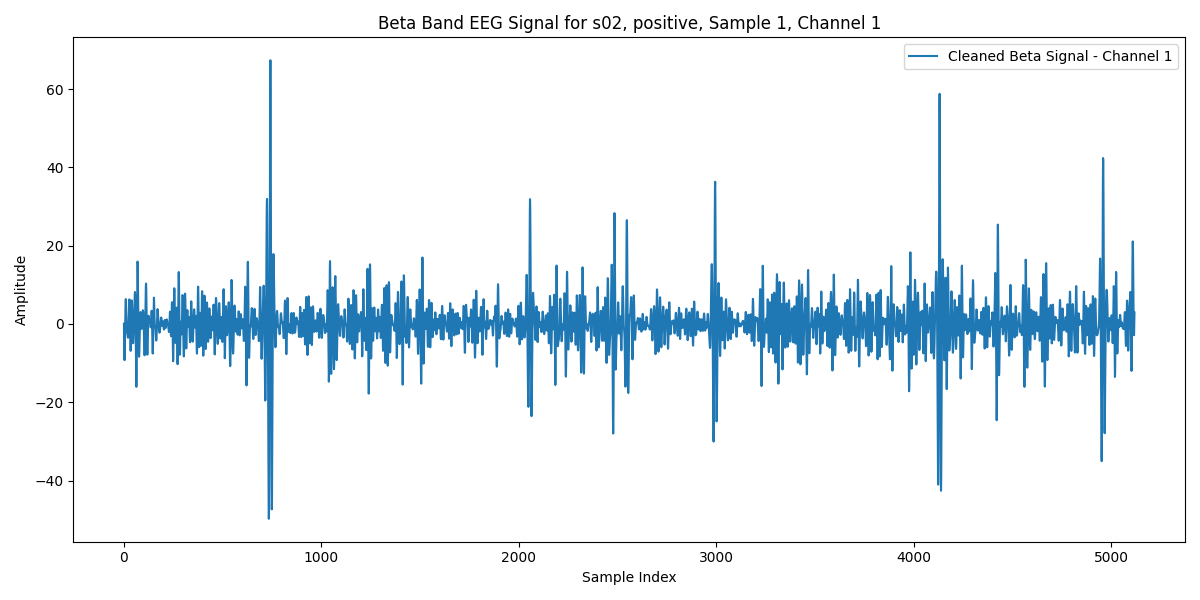 Beta Band EEG Signal for s02, positive, Sample 1, Channel 1
Cleaned Beta Signal - Channel 1
Amplitude
60
40
20
0
−20
−40
0 1000 2000 3000 4000 5000
Sample Index